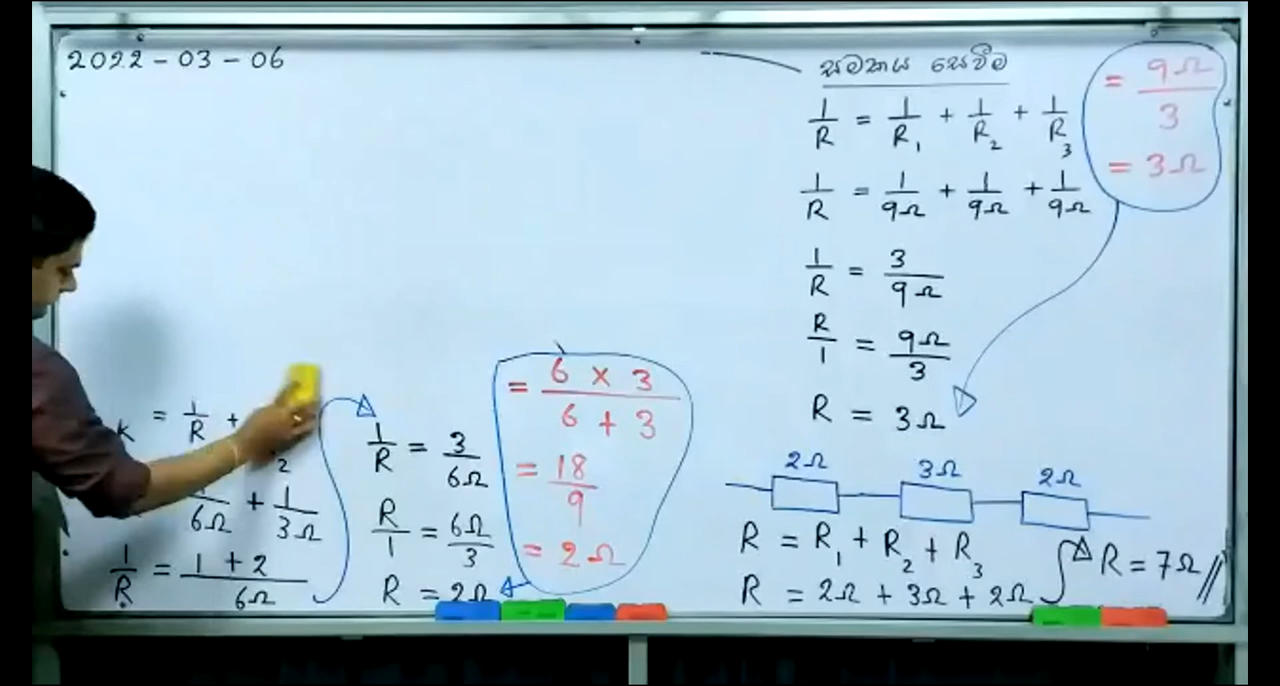 2022-03-06
සමකය සෙවීම
1/R = 1/R₁ + 1/R₂ + 1/R₃
1/R = 1/9Ω + 1/9Ω + 1/9Ω
1/R = 3/9Ω
R/1 = 9Ω/3
R = 3Ω
= 9Ω/3
= 3Ω
= 1/R +
2
6Ω + 1/3Ω
1/R = 1 + 2/6Ω
1/R = 3/6Ω
R/1 = 6Ω/3
R = 2Ω
= 6 × 3/6 + 3
= 18/9
= 2Ω
2Ω 3Ω 2Ω
R = R₁ + R₂ + R₃
R = 2Ω + 3Ω + 2Ω
R = 7Ω //